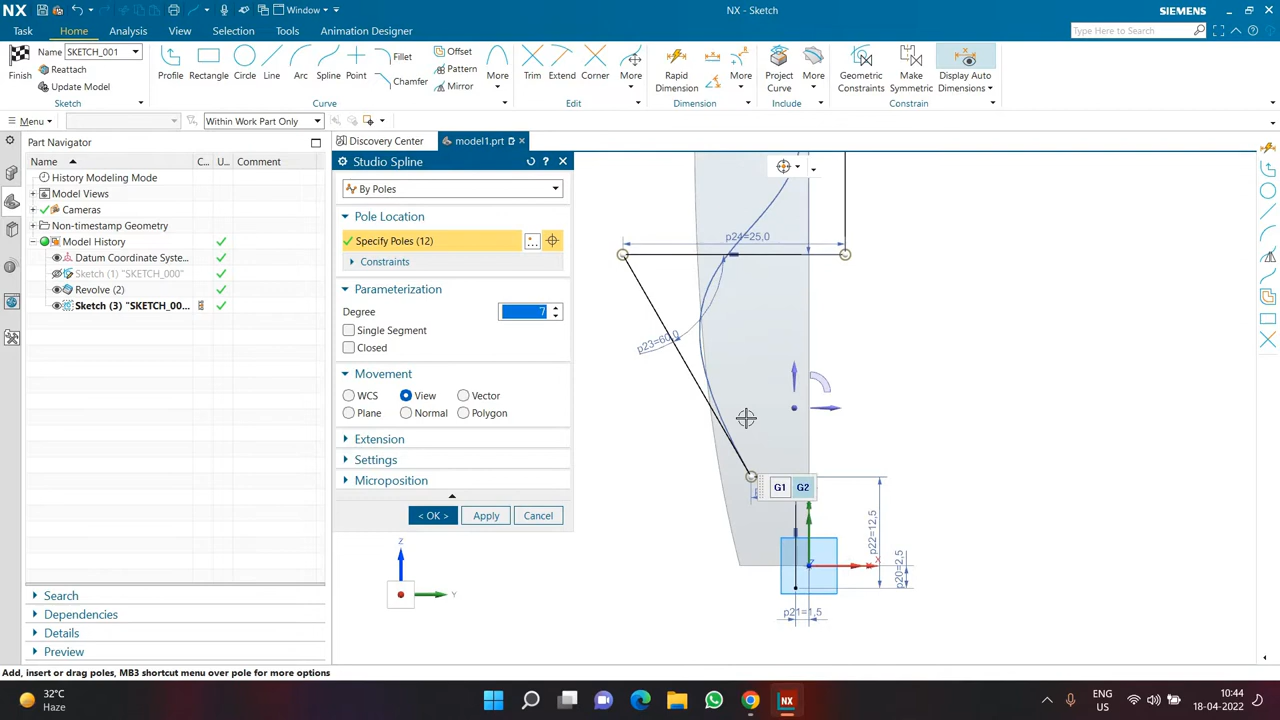 NX
Window
NX - Sketch
SIEMENS
Task
Home
Analysis
View
Selection
Tools
Animation Designer
Type Here to Search
Name SKETCH_001
Reattach
Update Model
Finish
Sketch
Profile
Rectangle
Circle
Line
Arc
Spline
Point
Fillet
Chamfer
Offset
Pattern
Mirror
More
Curve
Trim
Extend
Corner
More
Edit
Rapid
Dimension
More
Dimension
Project
Curve
More
Include
Geometric
Constraints
Make
Symmetric
Display Auto
Dimensions
Constrain
Menu
Within Work Part Only
Part Navigator
Name
C...
U...
Comment
History Modeling Mode
Model Views
Cameras
Non-timestamp Geometry
Model History
Datum Coordinate Syste...
Sketch (1) "SKETCH_000"
Revolve (2)
Sketch (3) "SKETCH_00...
Search
Dependencies
Details
Preview
Discovery Center
model1.prt
Studio Spline
By Poles
Pole Location
Specify Poles (12)
Constraints
Parameterization
Degree
7
Single Segment
Closed
Movement
WCS
View
Vector
Plane
Normal
Polygon
Extension
Settings
Microposition
< OK >
Apply
Cancel
p24=25,0
p23=60,0
G1
G2
p22=12,5
p20=2,5
p21=1,5
X
Z
Z
Y
Add, insert or drag poles, MB3 shortcut menu over pole for more options
32°C
Haze
NX
ENG
US
10:44
18-04-2022